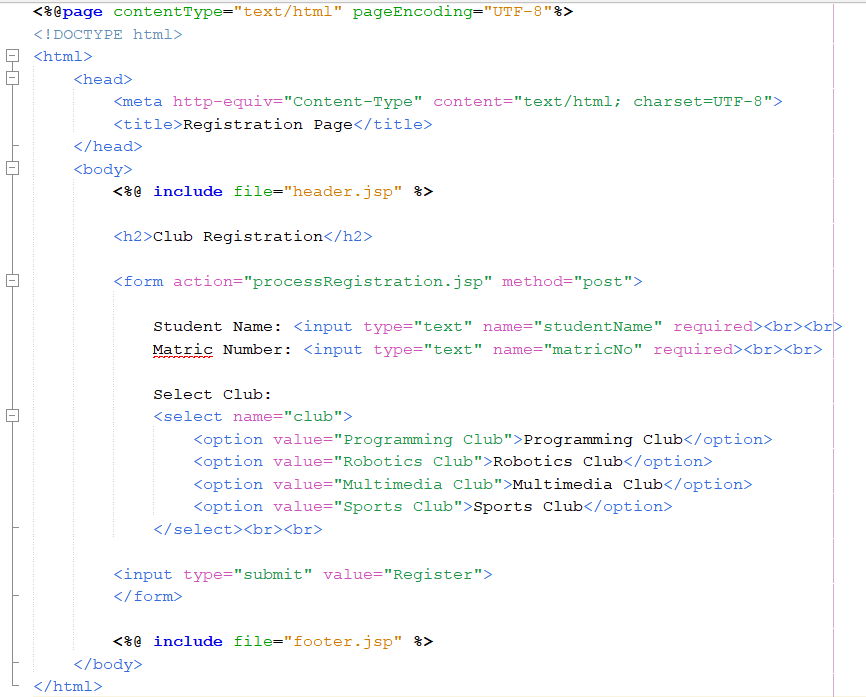 <%@page contentType="text/html" pageEncoding="UTF-8"%>
<!DOCTYPE html>
<html>
<head>
<meta http-equiv="Content-Type" content="text/html; charset=UTF-8">
<title>Registration Page</title>
</head>
<body>
<%@ include file="header.jsp" %>
<h2>Club Registration</h2>
<form action="processRegistration.jsp" method="post">
Student Name: <input type="text" name="studentName" required><br><br>
Matric Number: <input type="text" name="matricNo" required><br><br>
Select Club:
<select name="club">
<option value="Programming Club">Programming Club</option>
<option value="Robotics Club">Robotics Club</option>
<option value="Multimedia Club">Multimedia Club</option>
<option value="Sports Club">Sports Club</option>
</select><br><br>
<input type="submit" value="Register">
</form>
<%@ include file="footer.jsp" %>
</body>
</html>